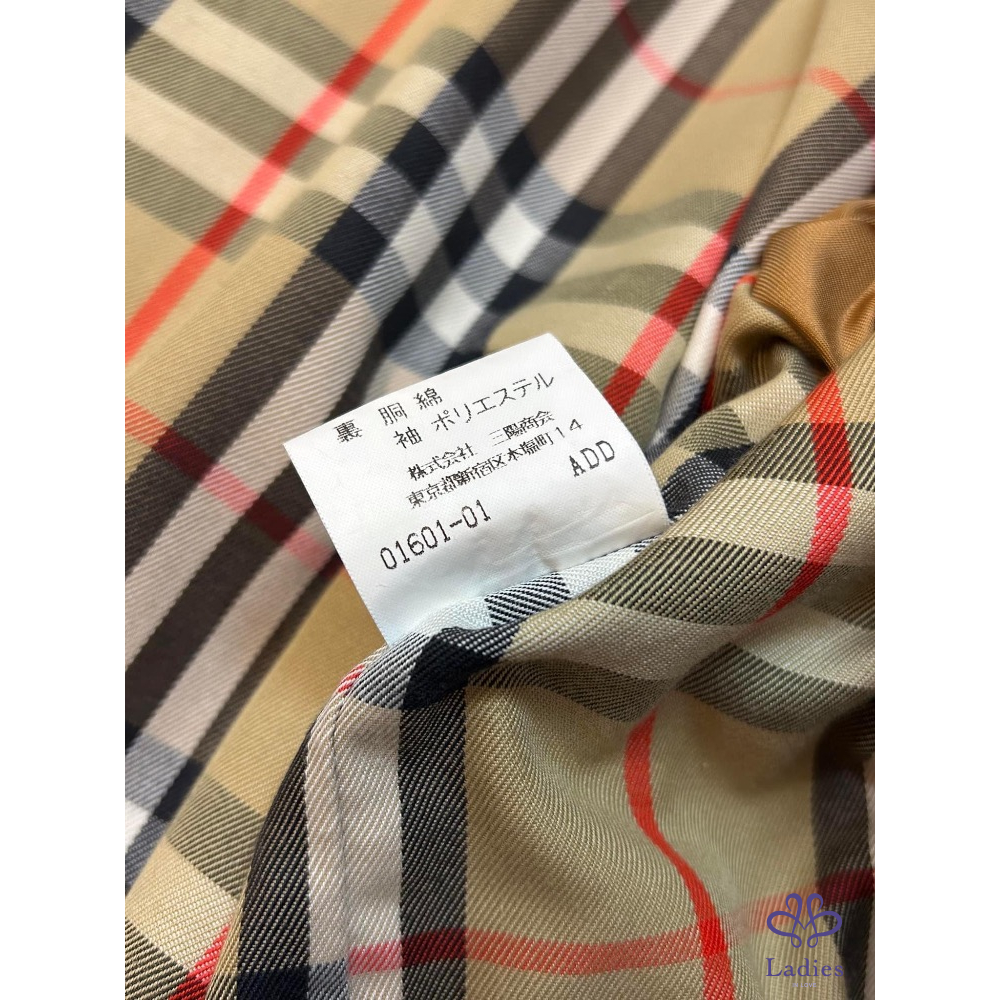 裏 胴 綿
袖 ポリエステル
株式会社 三陽商会
東京都新宿区本塩町14
ADD
01601-01
Ladies